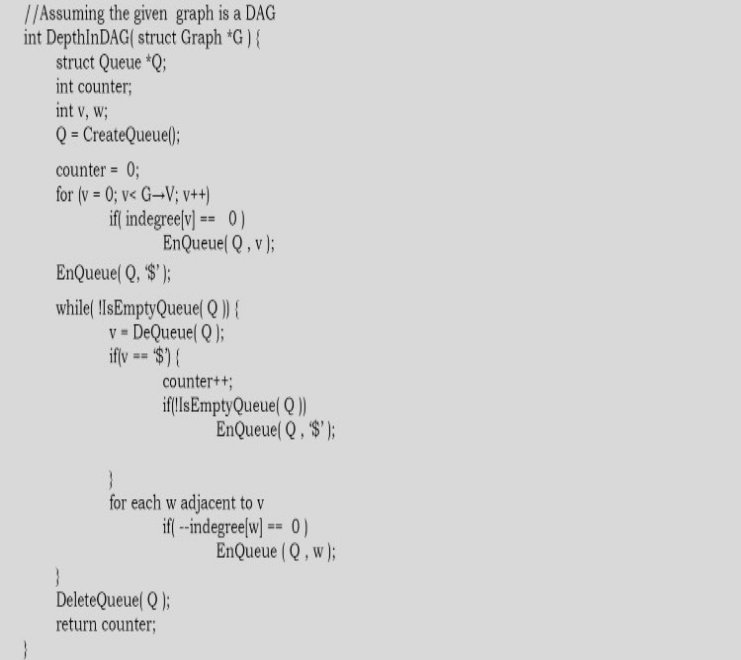 //Assuming the given graph is a DAG
int DepthInDAG( struct Graph *G ) {
struct Queue *Q;
int counter;
int v, w;
Q = CreateQueue();
counter = 0;
for (v = 0; v< G→V; v++)
if( indegree[v] == 0 )
EnQueue( Q , v );
EnQueue( Q, ‘$’ );
while( !IsEmptyQueue( Q )) {
v = DeQueue( Q );
if(v == ‘$’) {
counter++;
if(!IsEmptyQueue( Q ))
EnQueue( Q , ‘$’ );
}
for each w adjacent to v
if( --indegree[w] == 0 )
EnQueue ( Q , w );
}
DeleteQueue( Q );
return counter;
}